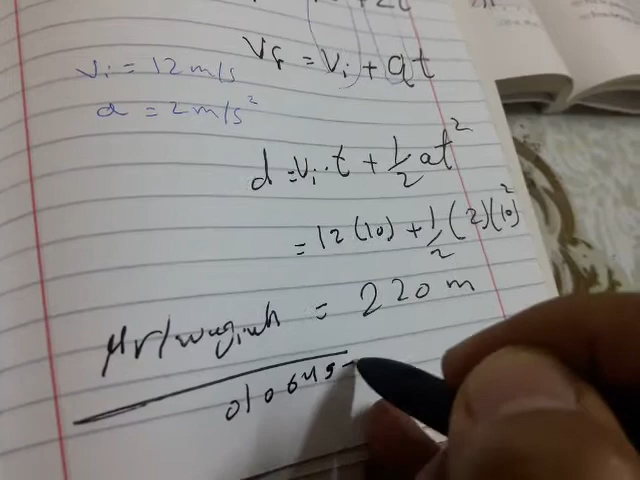 Vf = Vi + at
Vi = 12 m/s
a = 2 m/s²
d = Vi · t + 1/2 at²
= 12 (10) + 1/2 (2)(10)²
= 220 m